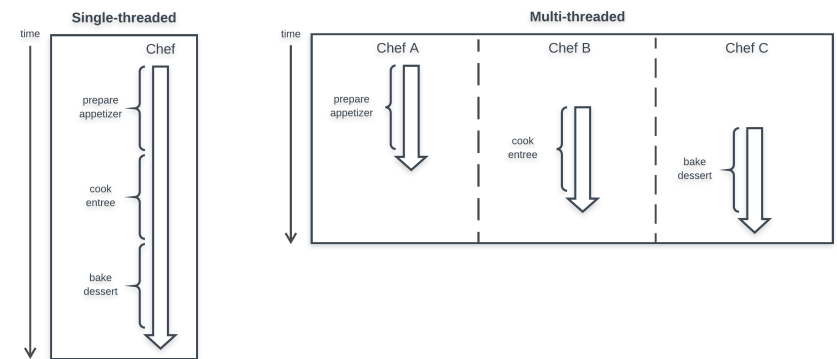 Single-threaded
time
Chef
prepare
appetizer
cook
entree
bake
dessert
Multi-threaded
time
Chef A
Chef B
Chef C
prepare
appetizer
cook
entree
bake
dessert